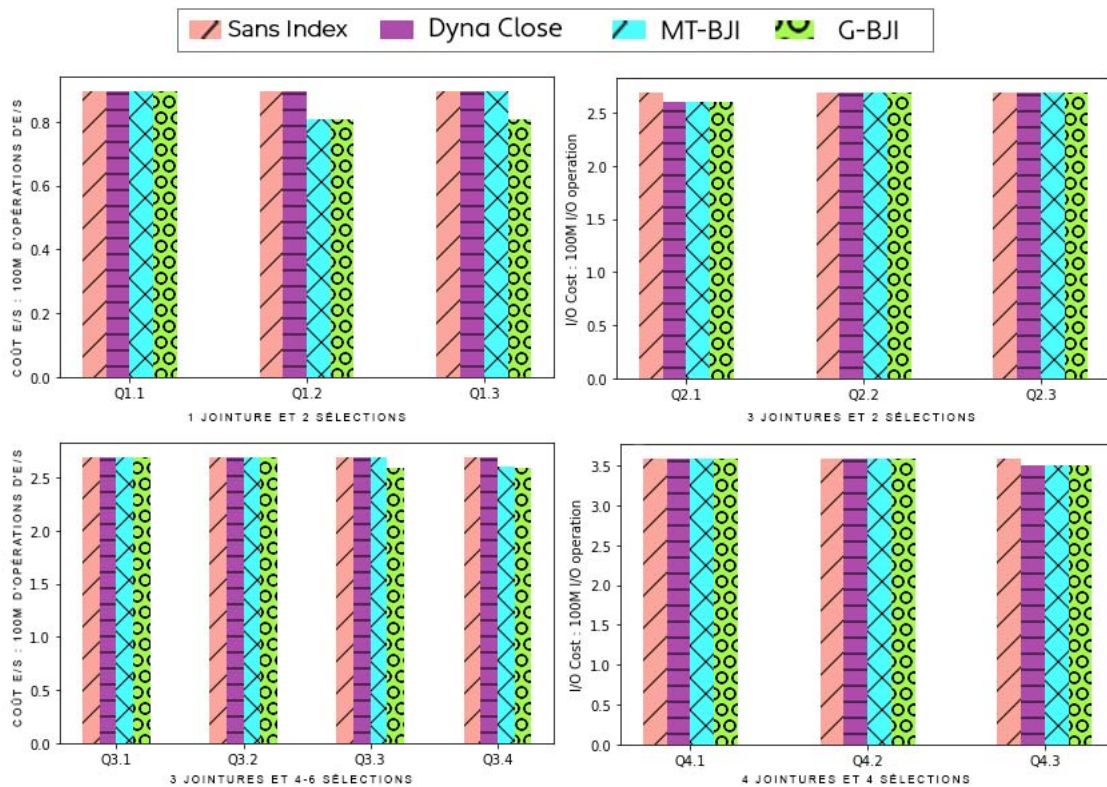 Sans Index Dyna Close MT-BJI G-BJI
COÛT E/S : 100M D'OPÉRATIONS D'E/S
0.8
0.6
0.4
0.2
0.0
Q1.1 Q1.2 Q1.3
1 JOINTURE ET 2 SÉLECTIONS
I/O Cost : 100M I/O operation
2.5
2.0
1.5
1.0
0.5
0.0
Q2.1 Q2.2 Q2.3
3 JOINTURES ET 2 SÉLECTIONS
COÛT E/S : 100M D'OPÉRATIONS D'E/S
2.5
2.0
1.5
1.0
0.5
0.0
Q3.1 Q3.2 Q3.3 Q3.4
3 JOINTURES ET 4-6 SÉLECTIONS
I/O Cost : 100M I/O operation
3.5
3.0
2.5
2.0
1.5
1.0
0.5
0.0
Q4.1 Q4.2 Q4.3
4 JOINTURES ET 4 SÉLECTIONS